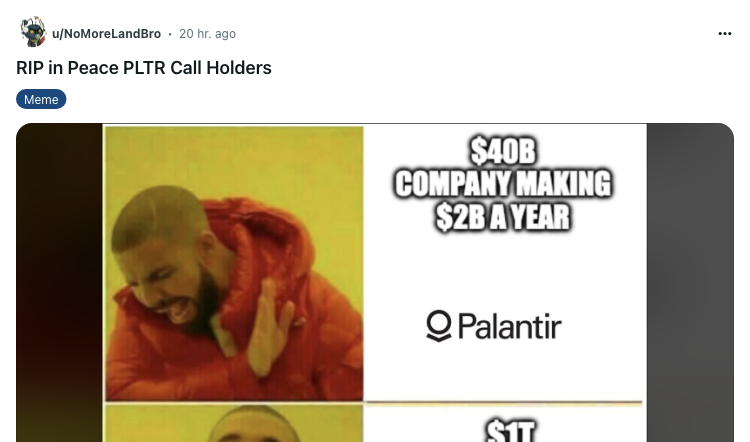 u/NoMoreLandBro • 20 hr. ago
RIP in Peace PLTR Call Holders
Meme
$40B
COMPANY MAKING
$2B A YEAR
Palantir
$1T